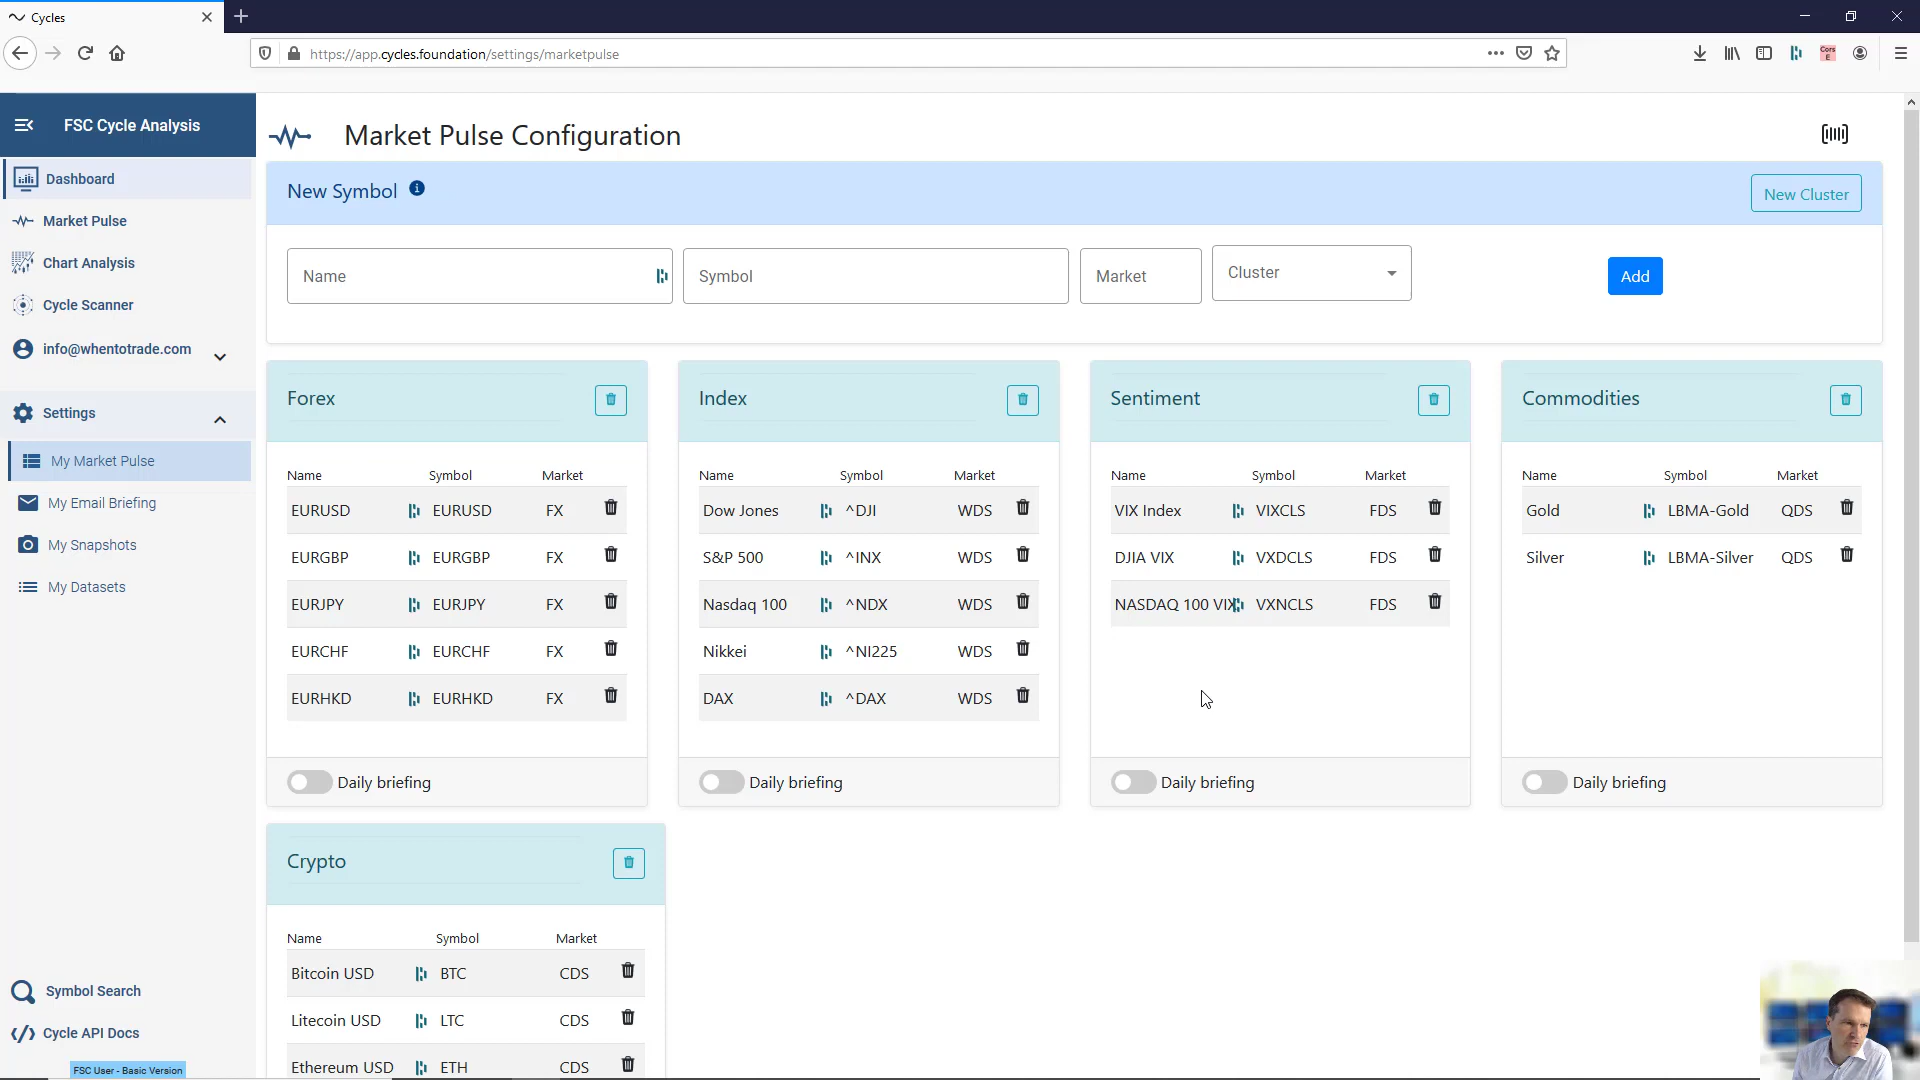 Cycles
https://app.cycles.foundation/settings/marketpulse
FSC Cycle Analysis
Dashboard
Market Pulse
Chart Analysis
Cycle Scanner
info@whentotrade.com
Settings
My Market Pulse
My Email Briefing
My Snapshots
My Datasets
Symbol Search
Cycle API Docs
FSC User - Basic Version
Market Pulse Configuration
New Symbol
New Cluster
Name Symbol Market Cluster Add
Forex
Name Symbol Market
EURUSD EURUSD FX
EURGBP EURGBP FX
EURJPY EURJPY FX
EURCHF EURCHF FX
EURHKD EURHKD FX
Daily briefing
Index
Name Symbol Market
Dow Jones ^DJI WDS
S&P 500 ^INX WDS
Nasdaq 100 ^NDX WDS
Nikkei ^NI225 WDS
DAX ^DAX WDS
Daily briefing
Sentiment
Name Symbol Market
VIX Index VIXCLS FDS
DJIA VIX VXDCLS FDS
NASDAQ 100 VIX VXNCLS FDS
Daily briefing
Commodities
Name Symbol Market
Gold LBMA-Gold QDS
Silver LBMA-Silver QDS
Daily briefing
Crypto
Name Symbol Market
Bitcoin USD BTC CDS
Litecoin USD LTC CDS
Ethereum USD ETH CDS